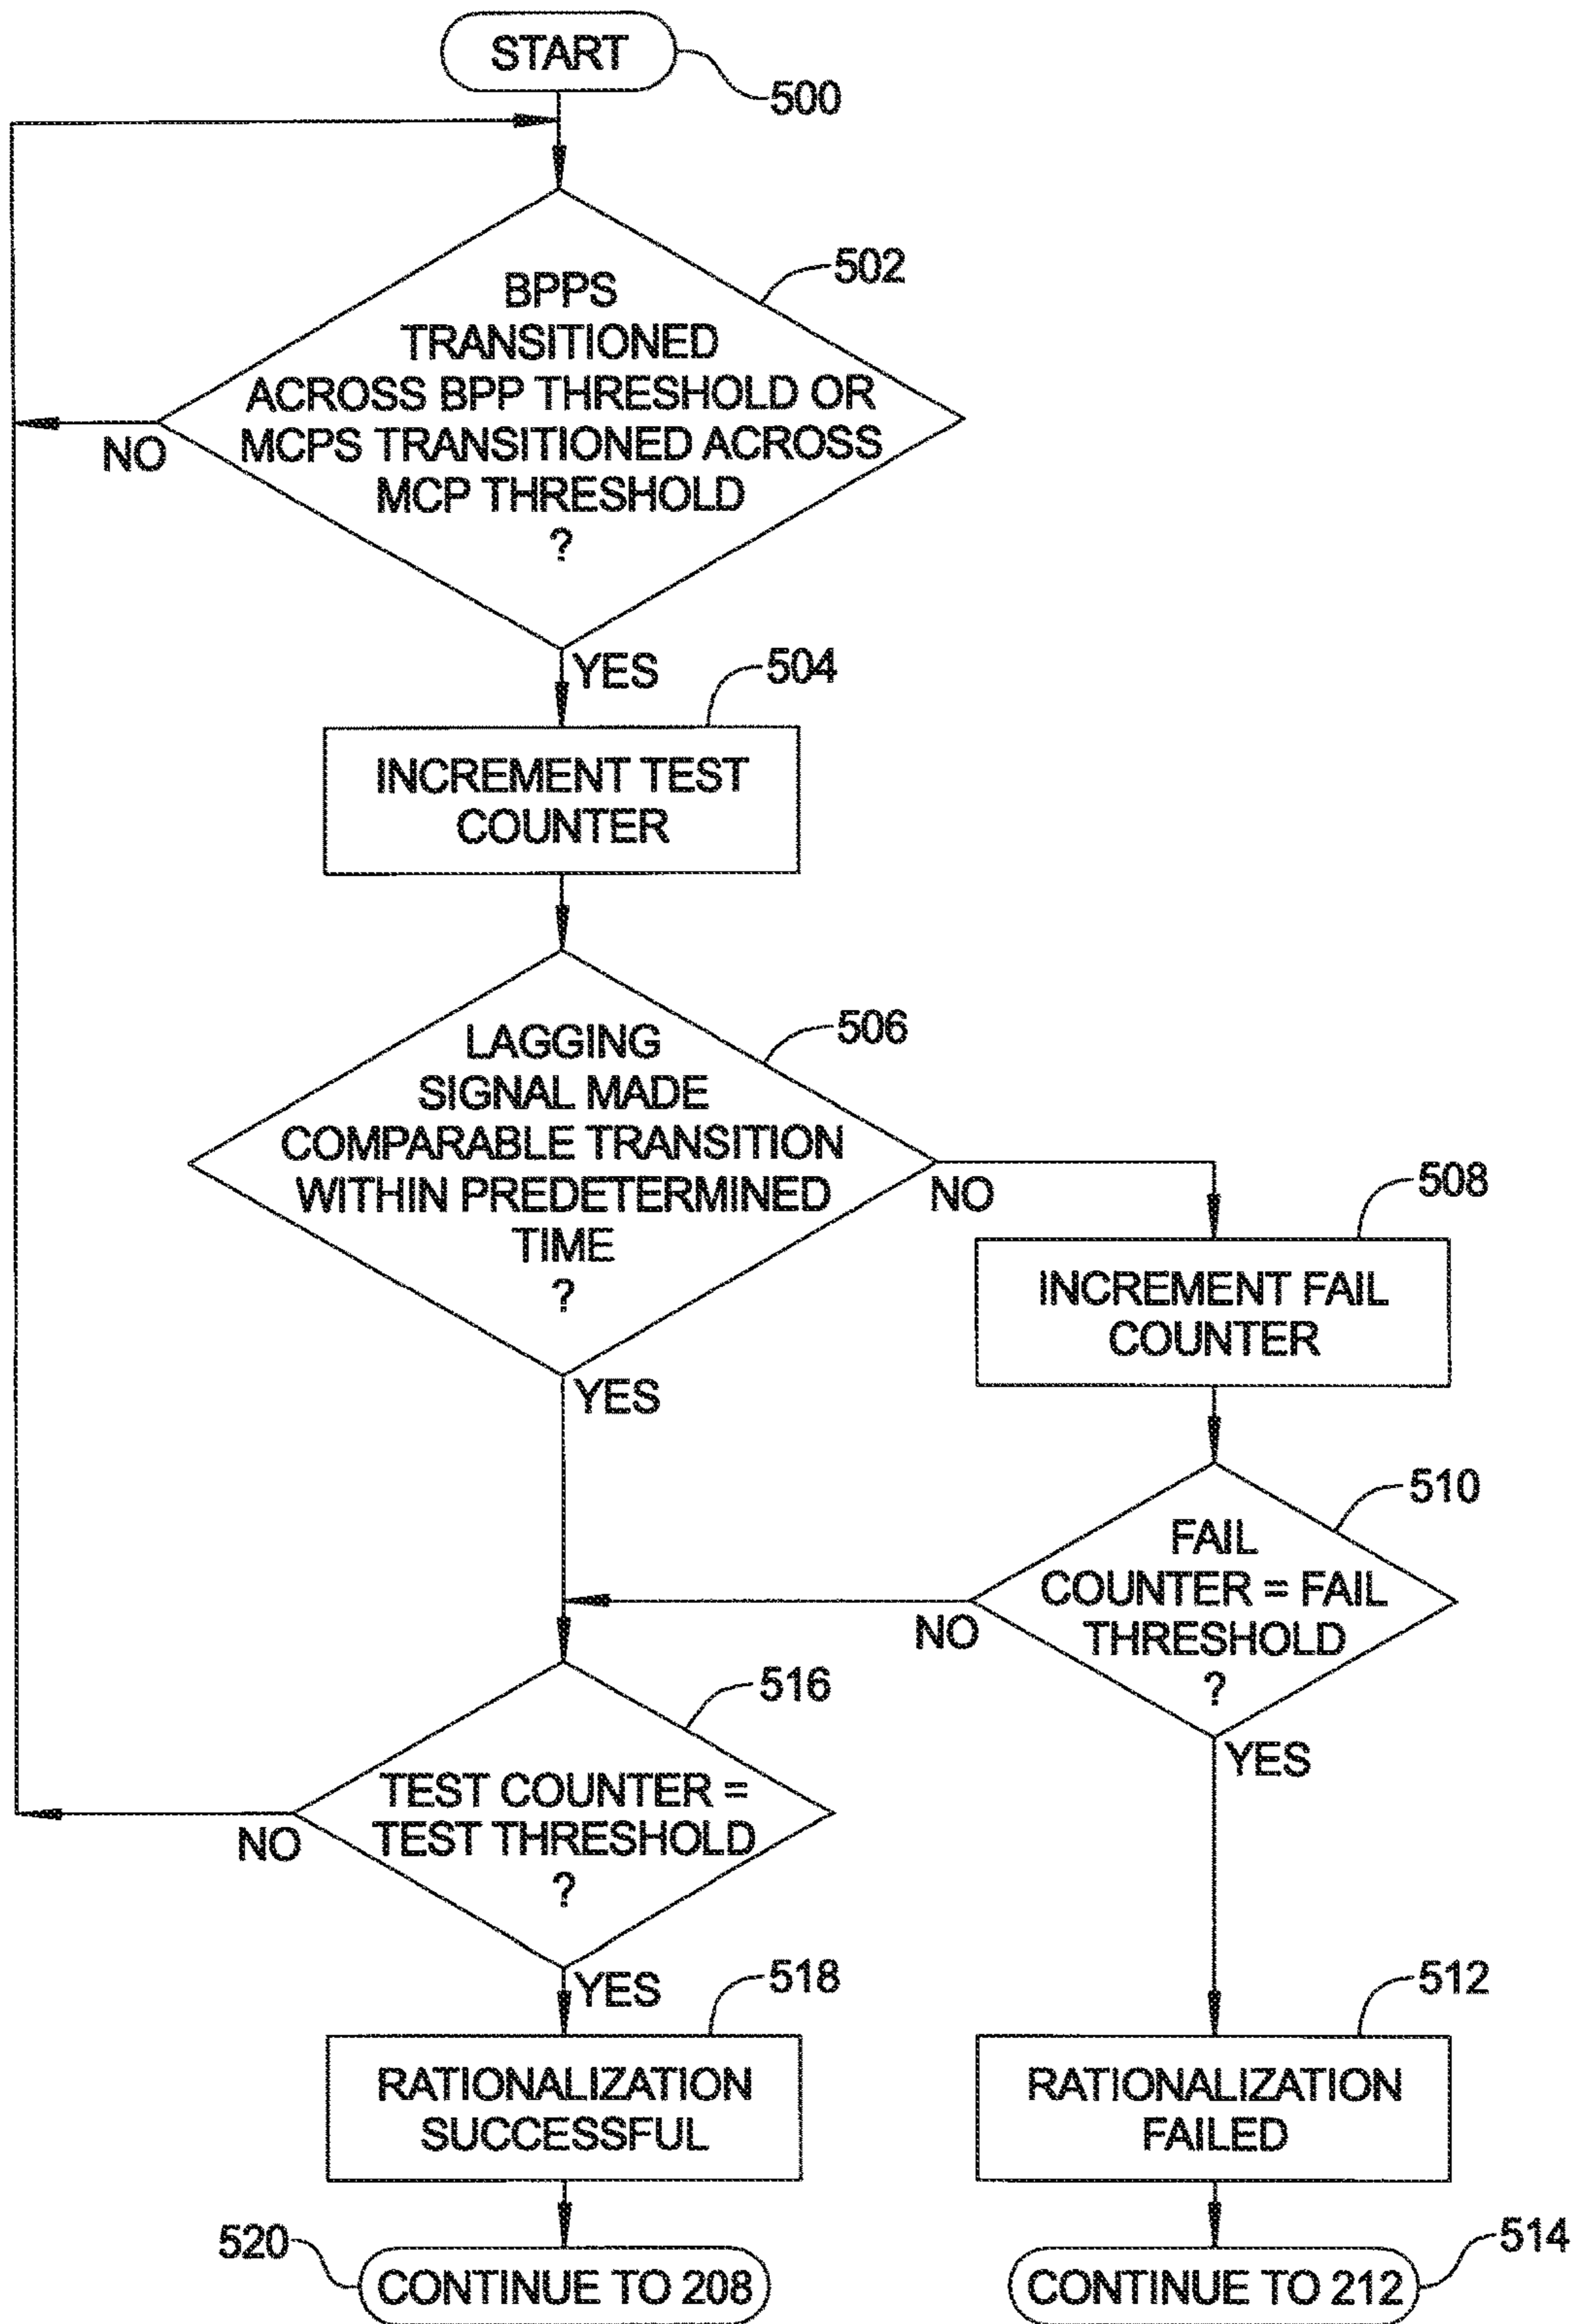 START
500
502
BPPS
TRANSITIONED
ACROSS BPP THRESHOLD OR
MCPS TRANSITIONED ACROSS
MCP THRESHOLD
?
NO
YES
504
INCREMENT TEST
COUNTER
506
LAGGING
SIGNAL MADE
COMPARABLE TRANSITION
WITHIN PREDETERMINED
TIME
?
NO
YES
508
INCREMENT FAIL
COUNTER
510
FAIL
COUNTER = FAIL
THRESHOLD
?
NO
YES
516
TEST COUNTER =
TEST THRESHOLD
?
NO
YES
518
RATIONALIZATION
SUCCESSFUL
512
RATIONALIZATION
FAILED
520
CONTINUE TO 208
514
CONTINUE TO 212